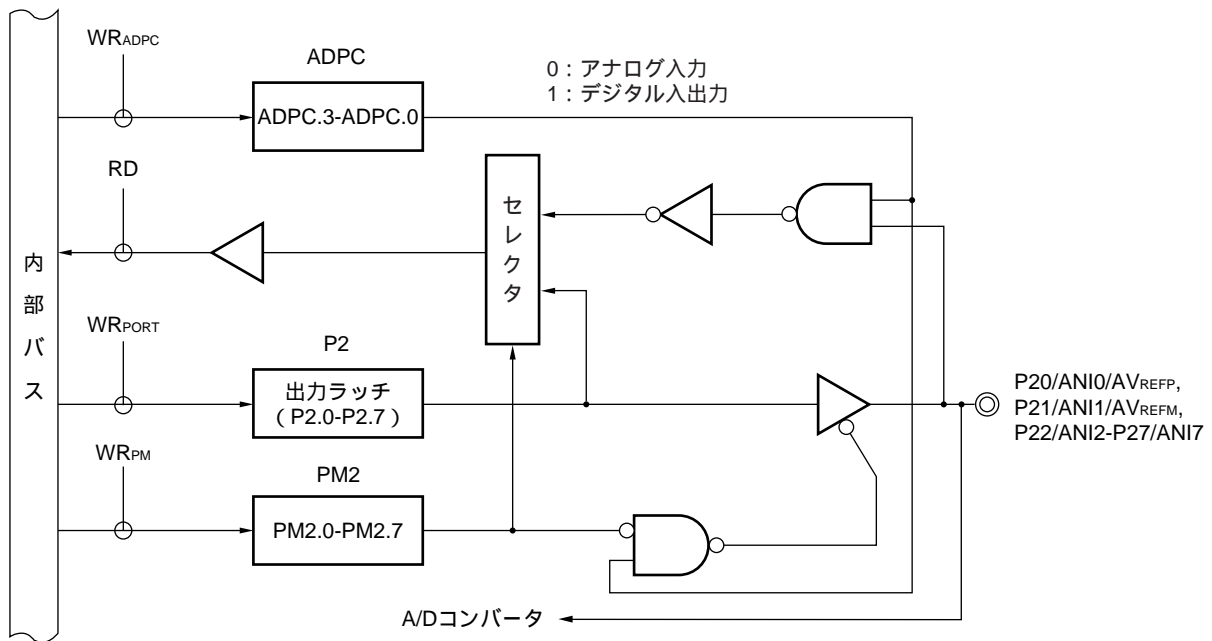 WRADPC
ADPC
ADPC.3-ADPC.0
0：アナログ入力
1：デジタル入出力
RD
セレクタ
内部バス
WRPORT
P2
出力ラッチ
（P2.0-P2.7）
P20/ANI0/AVREFP,
P21/ANI1/AVREFM,
P22/ANI2-P27/ANI7
WRPM
PM2
PM2.0-PM2.7
A/Dコンバータ